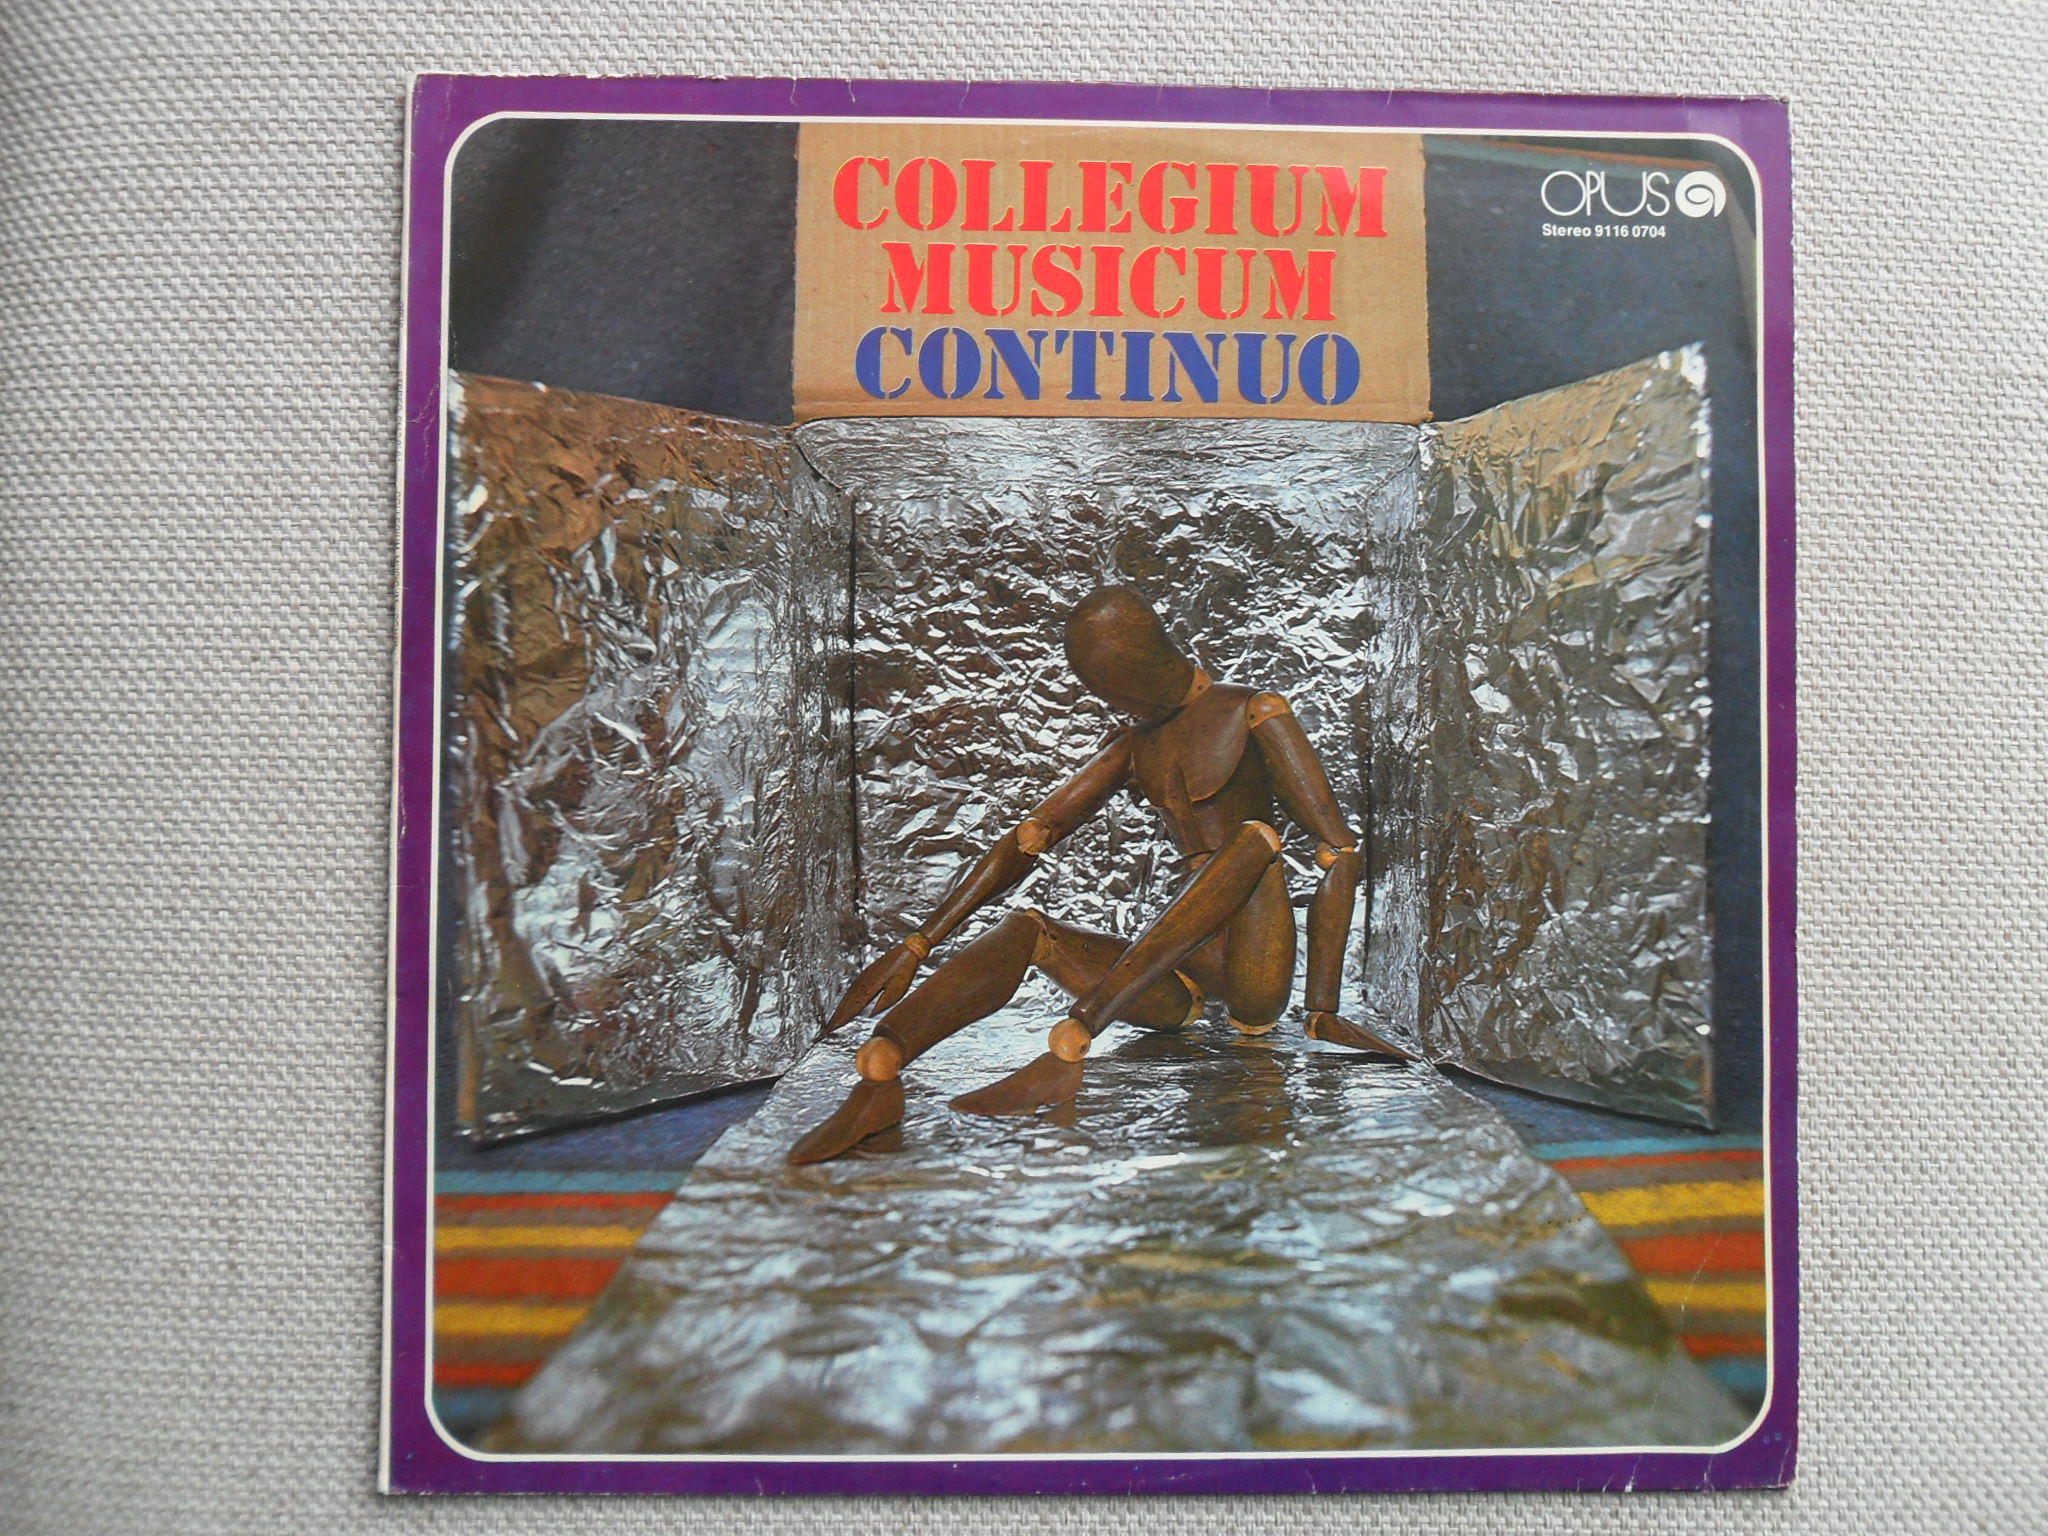 COLLEGIUM
MUSICUM
CONTINUO
OPUS
Stereo 9116 0704